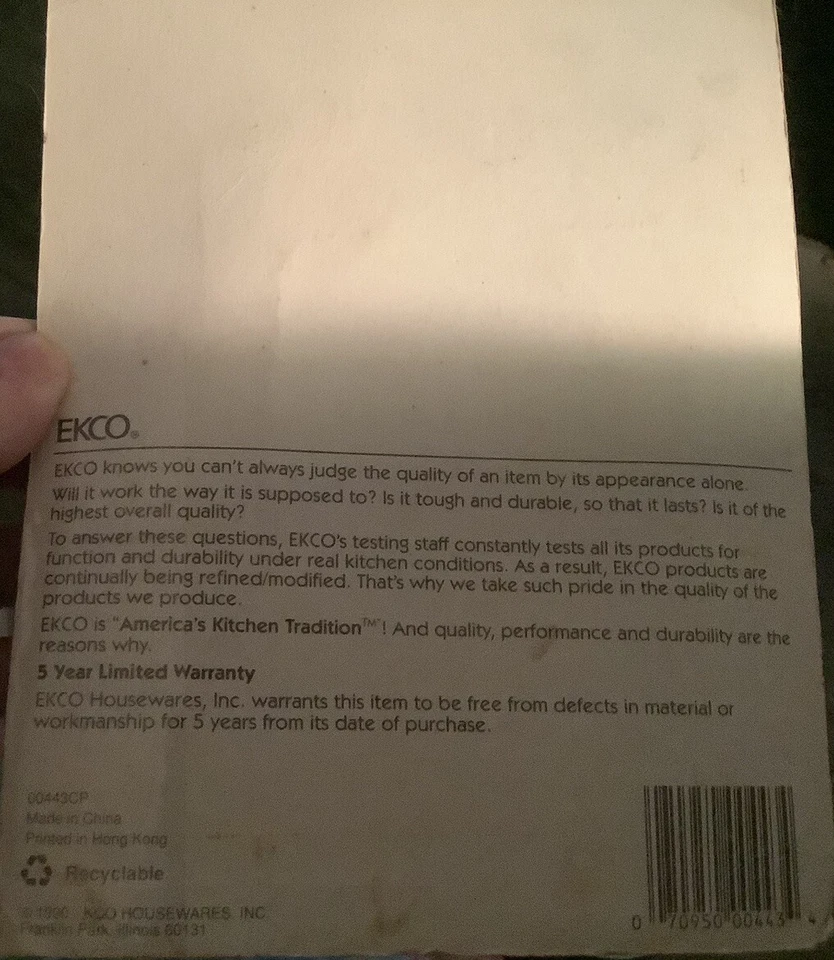 EKCO®
EKCO knows you can't always judge the quality of an item by its appearance alone.
Will it work the way it is supposed to? Is it tough and durable, so that it lasts? Is it of the
highest overall quality?
To answer these questions, EKCO's testing staff constantly tests all its products for
function and durability under real kitchen conditions. As a result, EKCO products are
continually being refined/modified. That's why we take such pride in the quality of the
products we produce.
EKCO is "America's Kitchen Tradition™"! And quality, performance and durability are the
reasons why.
5 Year Limited Warranty
EKCO Housewares, Inc. warrants this item to be free from defects in material or
workmanship for 5 years from its date of purchase.
00443CP
Made in China
Printed in Hong Kong
Recyclable
HOUSEWARES, INC.
Franklin Park, Illinois 60131
0 70950 00443 4